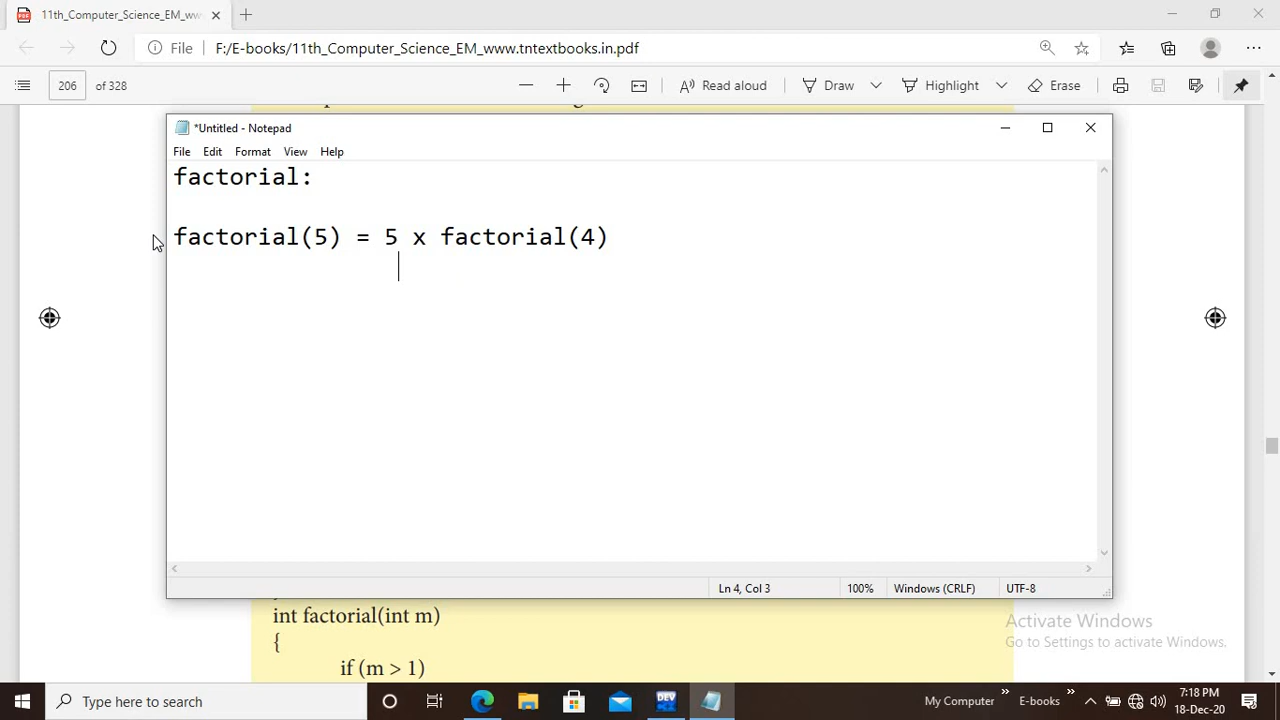 11th_Computer_Science_EM_ww
File F:/E-books/11th_Computer_Science_EM_www.tntextbooks.in.pdf
206 of 328 Read aloud Draw Highlight Erase
*Untitled - Notepad
File Edit Format View Help
factorial:
factorial(5) = 5 x factorial(4)
Ln 4, Col 3 100% Windows (CRLF) UTF-8
int factorial(int m)
{
if (m > 1)
Activate Windows
Go to Settings to activate Windows.
Type here to search DEV My Computer » E-books » 7:18 PM
18-Dec-20